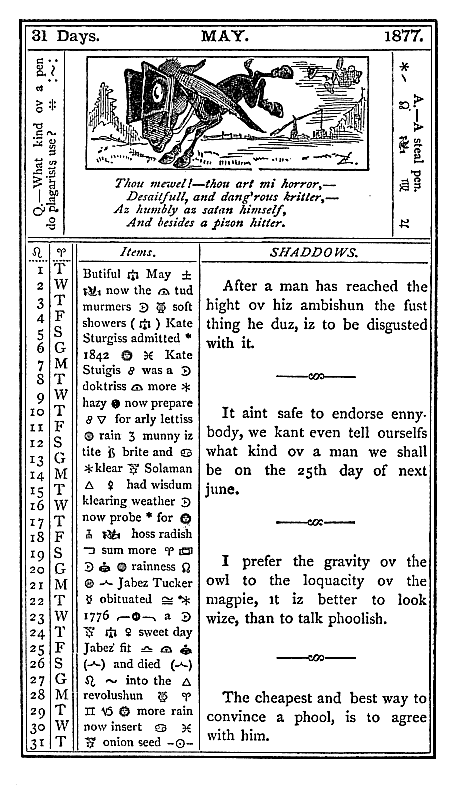 31 Days. MAY. 1877.
Q.—What kind ov a pen
do plagarists use?
A.—A steal pen.
Thou mewel!—thou art mi horror,—
Desaitfull, and dang'rous kritter,—
Az humbly az satan himself,
And besides a pizon hitter.
♌ ♈ Items. SHADDOWS.
1 T
2 W
3 T
4 F
5 S
6 G
7 M
8 T
9 W
10 T
11 F
12 S
13 G
14 M
15 T
16 W
17 T
18 F
19 S
20 G
21 M
22 T
23 W
24 T
25 F
26 S
27 G
28 M
29 T
30 W
31 T
Butiful May
now the tud
murmers soft
showers ( ) Kate
Sturgiss admitted *
1842 Kate
Stuigis was a
doktriss more
hazy now prepare
for arly lettiss
rain 3 munniz
tite brite and
klear Solaman
had wisdum
klearing weather
now probe * for
hoss radish
sum more
rainness
Jabez Tucker
obituated
1776 a
sweet day
Jabez' fit
and died
into the
revolushun
more rain
now insert
onion seed
After a man has reached the
hight ov hiz ambishun the fust
thing he duz, iz to be disgusted
with it.
It aint safe to endorse enny-
body, we kant even tell ourselfs
what kind ov a man we shall
be on the 25th day of next
june.
I prefer the gravity ov the
owl to the loquacity ov the
magpie, it iz better to look
wize, than to talk phoolish.
The cheapest and best way to
convince a phool, is to agree
with him.